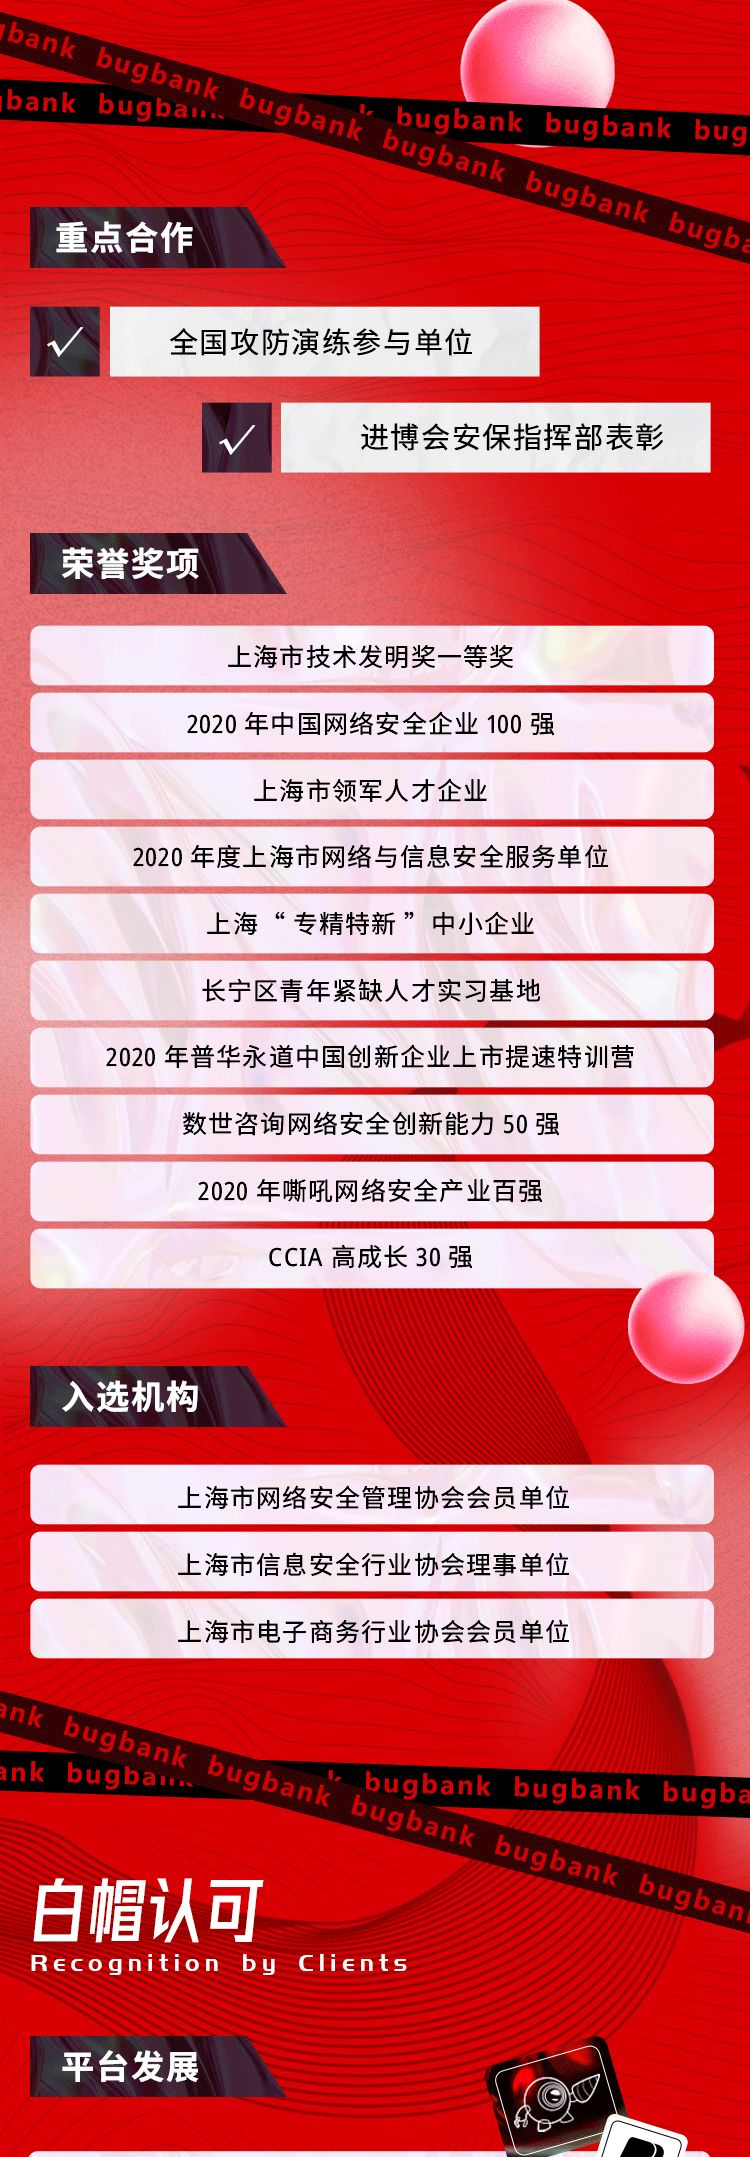 bugbank bugbank bugbank bugbank bugbank bugb
bank bugbank bugbank bugbank bug
重点合作
全国攻防演练参与单位
进博会安保指挥部表彰
荣誉奖项
上海市技术发明奖一等奖
2020 年中国网络安全企业 100 强
上海市领军人才企业
2020 年度上海市网络与信息安全服务单位
上海 “ 专精特新 ” 中小企业
长宁区青年紧缺人才实习基地
2020 年普华永道中国创新企业上市提速特训营
数世咨询网络安全创新能力 50 强
2020 年嘶吼网络安全产业百强
CCIA 高成长 30 强
入选机构
上海市网络安全管理协会会员单位
上海市信息安全行业协会理事单位
上海市电子商务行业协会会员单位
ank bugbank bugbank bugbank bugbank bugbank
ank bugbank bugbank bugbank bugba
白帽认可
Recognition by Clients
平台发展